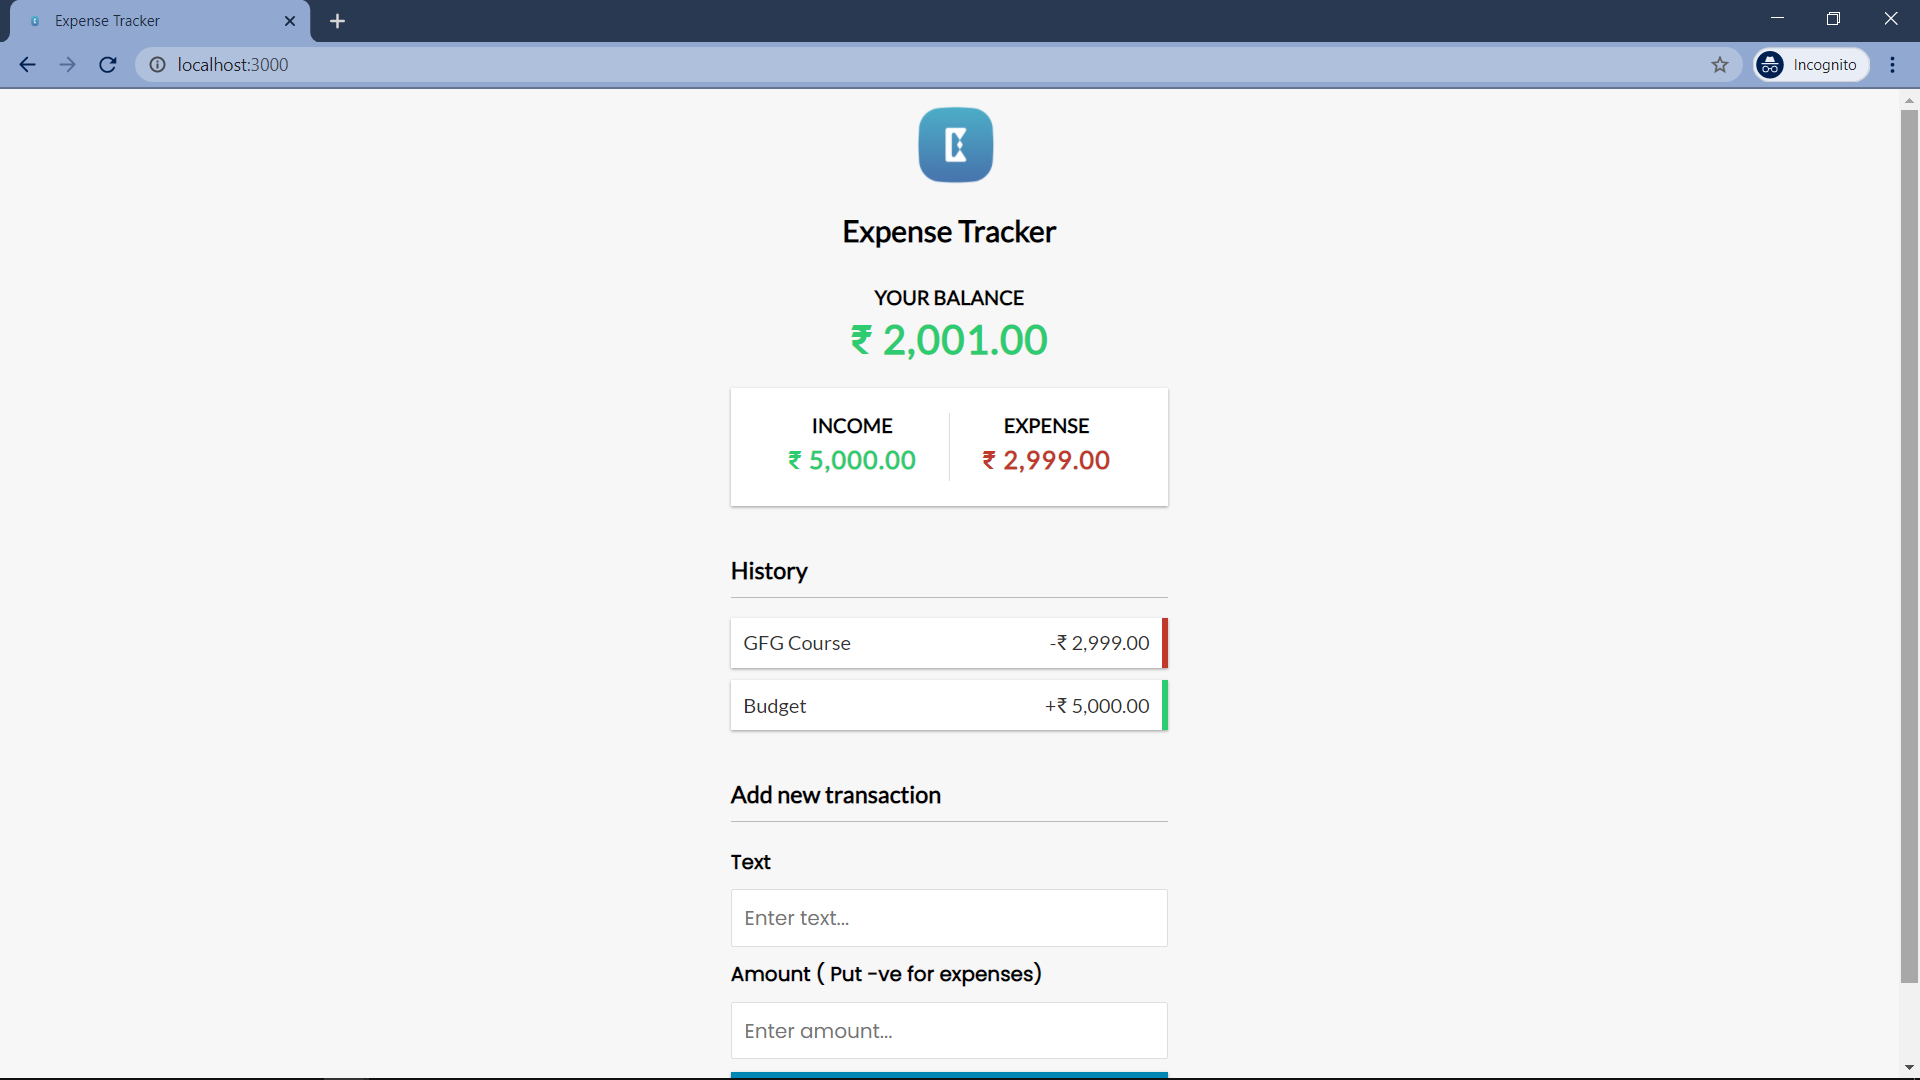 Expense Tracker
localhost:3000
Incognito
Expense Tracker
YOUR BALANCE
₹ 2,001.00
INCOME EXPENSE
₹ 5,000.00 ₹ 2,999.00
History
GFG Course -₹ 2,999.00
Budget +₹ 5,000.00
Add new transaction
Text
Enter text...
Amount ( Put -ve for expenses)
Enter amount...